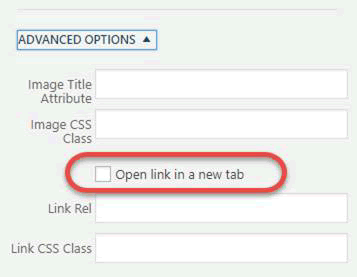 ADVANCED OPTIONS ▲
Image Title
Attribute
Image CSS
Class
Open link in a new tab
Link Rel
Link CSS Class